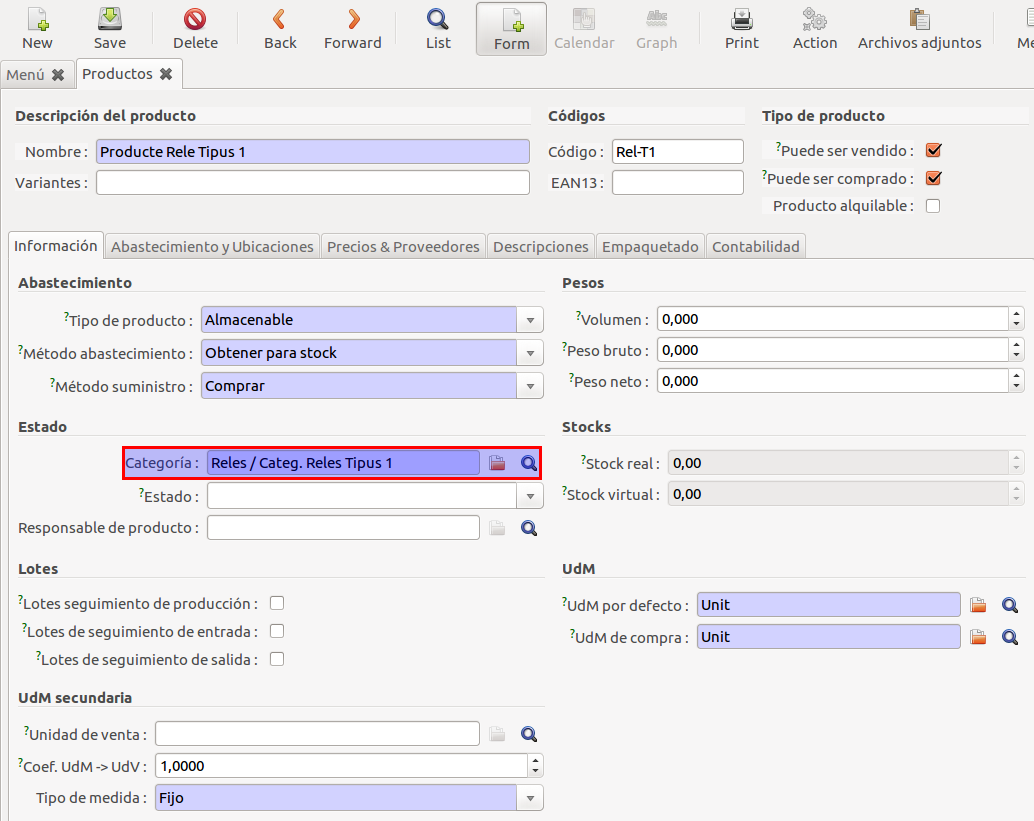 New Save Delete Back Forward List Form Calendar Graph Print Action Archivos adjuntos
Menú Productos
Descripción del producto Códigos Tipo de producto
Nombre : Producte Rele Tipus 1 Código : Rel-T1 ?Puede ser vendido :
Variantes : EAN13 : ?Puede ser comprado :
Producto alquilable :
Información Abastecimiento y Ubicaciones Precios & Proveedores Descripciones Empaquetado Contabilidad
Abastecimiento Pesos
?Tipo de producto : Almacenable ?Volumen : 0,000
?Método abastecimiento : Obtener para stock ?Peso bruto : 0,000
?Método suministro : Comprar ?Peso neto : 0,000
Estado Stocks
Categoría : Reles / Categ. Reles Tipus 1 ?Stock real : 0,00
?Estado : ?Stock virtual : 0,00
Responsable de producto :
Lotes UdM
?Lotes seguimiento de producción : ?UdM por defecto : Unit
?Lotes de seguimiento de entrada : ?UdM de compra : Unit
?Lotes de seguimiento de salida :
UdM secundaria
?Unidad de venta :
?Coef. UdM -> UdV : 1,0000
Tipo de medida : Fijo